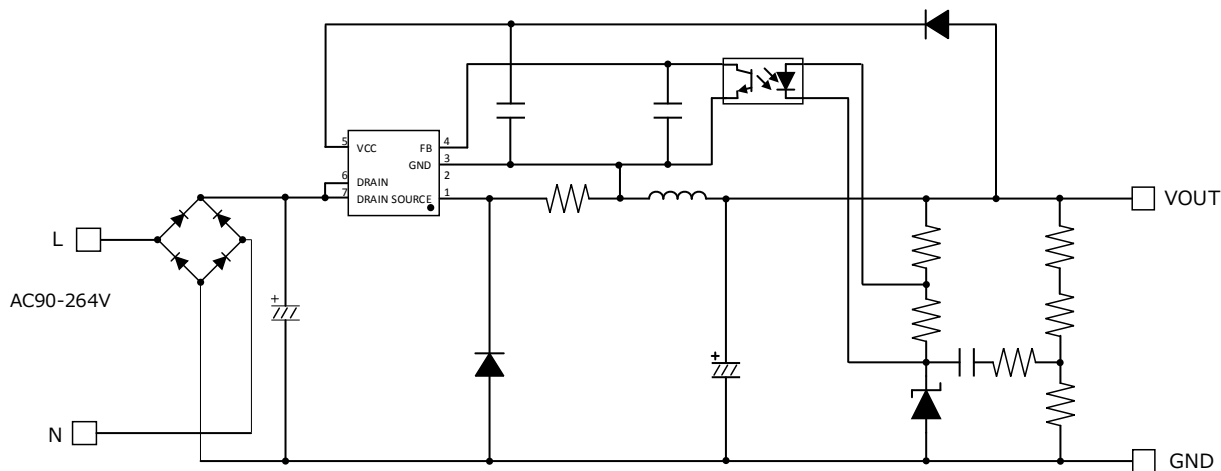 5 VCC FB 4
GND 3
6 DRAIN 2
7 DRAIN SOURCE 1
+
+
L
AC90-264V
N
VOUT
GND